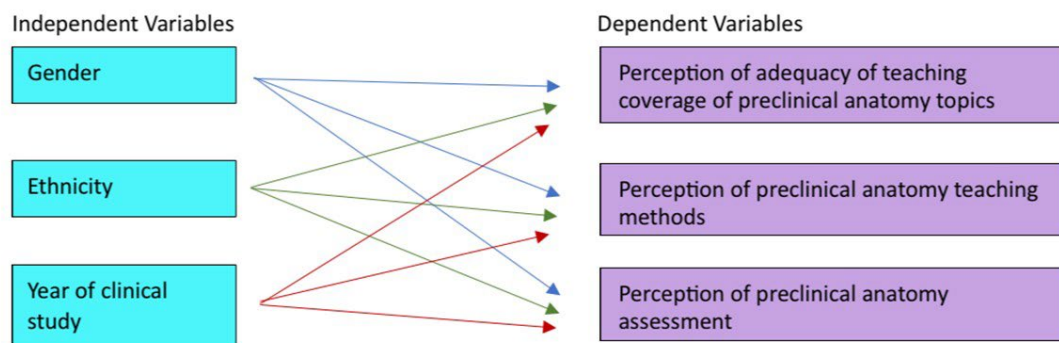 Independent Variables
Dependent Variables
Gender
Perception of adequacy of teaching
coverage of preclinical anatomy topics
Ethnicity
Perception of preclinical anatomy teaching
methods
Year of clinical
study
Perception of preclinical anatomy
assessment